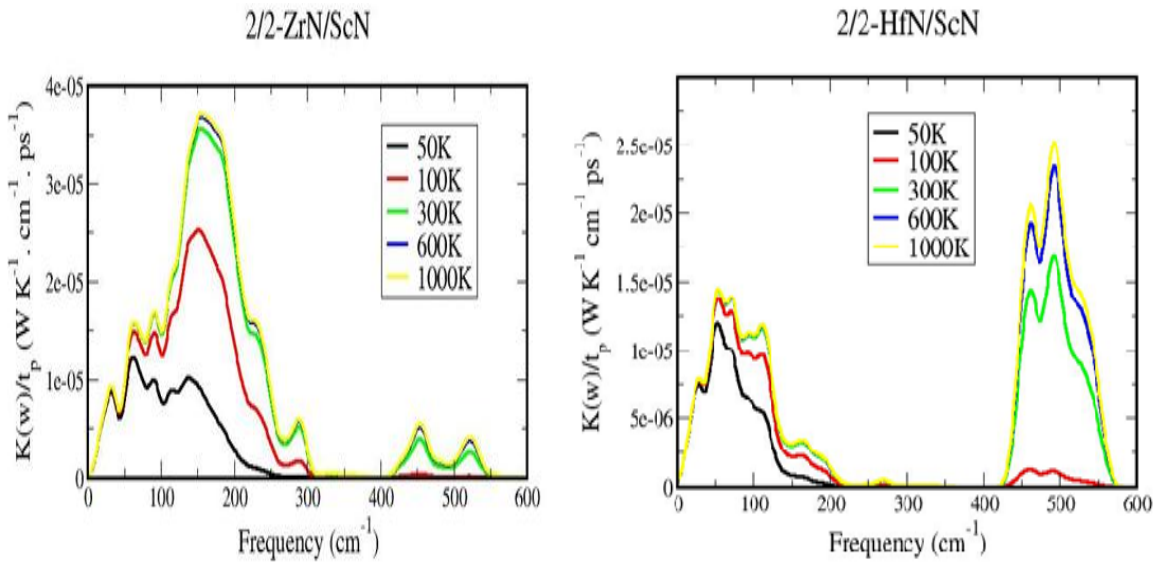 2/2-ZrN/ScN
K(w)/t_p (W K⁻¹. cm⁻¹. ps⁻¹)
4e-05
3e-05
2e-05
1e-05
0
50K
100K
300K
600K
1000K
0 100 200 300 400 500 600
Frequency (cm⁻¹)
2/2-HfN/ScN
K(w)/t_p (W K⁻¹ cm⁻¹ ps⁻¹)
2.5e-05
2e-05
1.5e-05
1e-05
5e-06
0
50K
100K
300K
600K
1000K
0 100 200 300 400 500 600
Frequency (cm⁻¹)